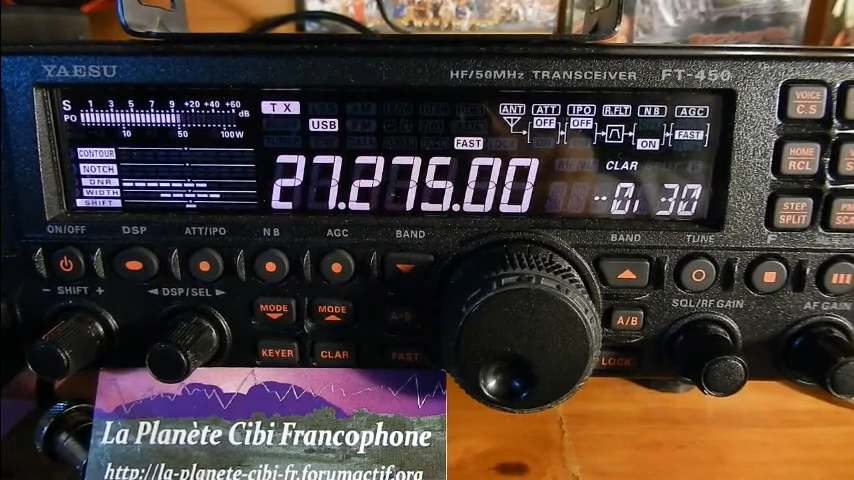 YAESU
HF/50MHz TRANSCEIVER FT-450
S 1 3 5 7 9 +20 +40 +60 dB
PO
10 50 100W
TX
USB
FAST
ANT ATT IPO R.FLT NB AGC
OFF OFF ON FAST
CONTOUR
NOTCH
DNR
WIDTH
SHIFT
CLAR
27.275.00
-0.30
VOICE
C.S
HOME
RCL
STEP
SPLIT
F
ON/OFF DSP ATT/IPO NB AGC BAND
BAND TUNE
- SHIFT + DSP/SEL
MODE MODE
A/B
SQL/RF GAIN AF GAIN
KEYER CLAR FAST LOCK
La Planète Cibi Francophone
http://la-planete-cibi-fr.forumactif.org